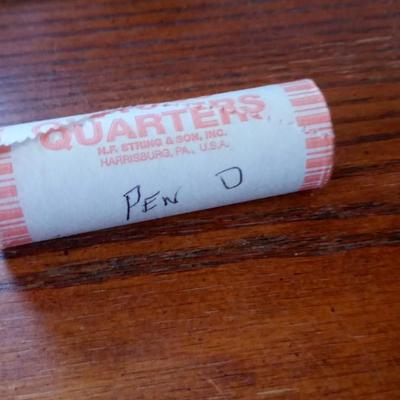 QUARTERS
N.F. STRING & SON, INC.
HARRISBURG, PA., U.S.A.
PEN D